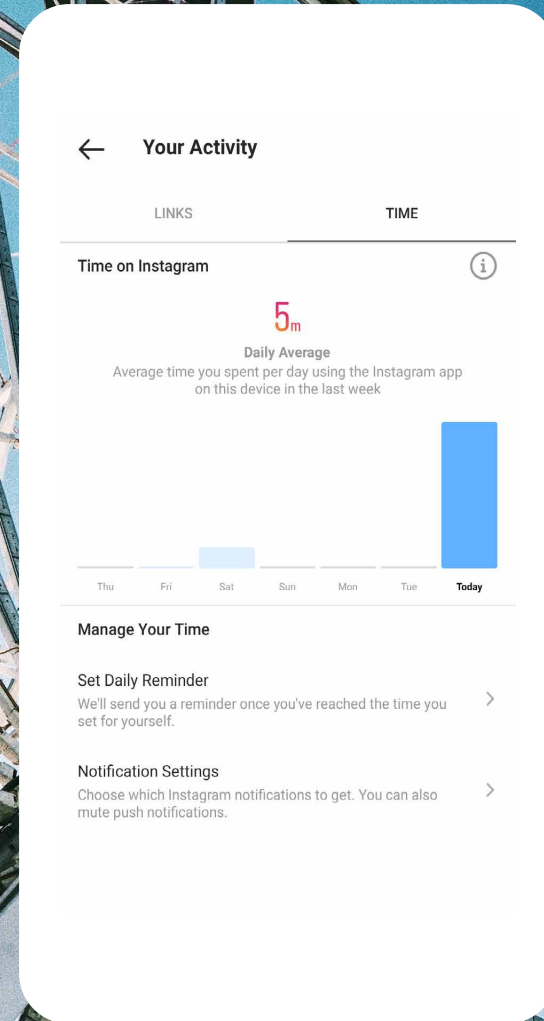 Your Activity
LINKS TIME
Time on Instagram
5m
Daily Average
Average time you spent per day using the Instagram app
on this device in the last week
Thu Fri Sat Sun Mon Tue Today
Manage Your Time
Set Daily Reminder
We'll send you a reminder once you've reached the time you
set for yourself.
Notification Settings
Choose which Instagram notifications to get. You can also
mute push notifications.